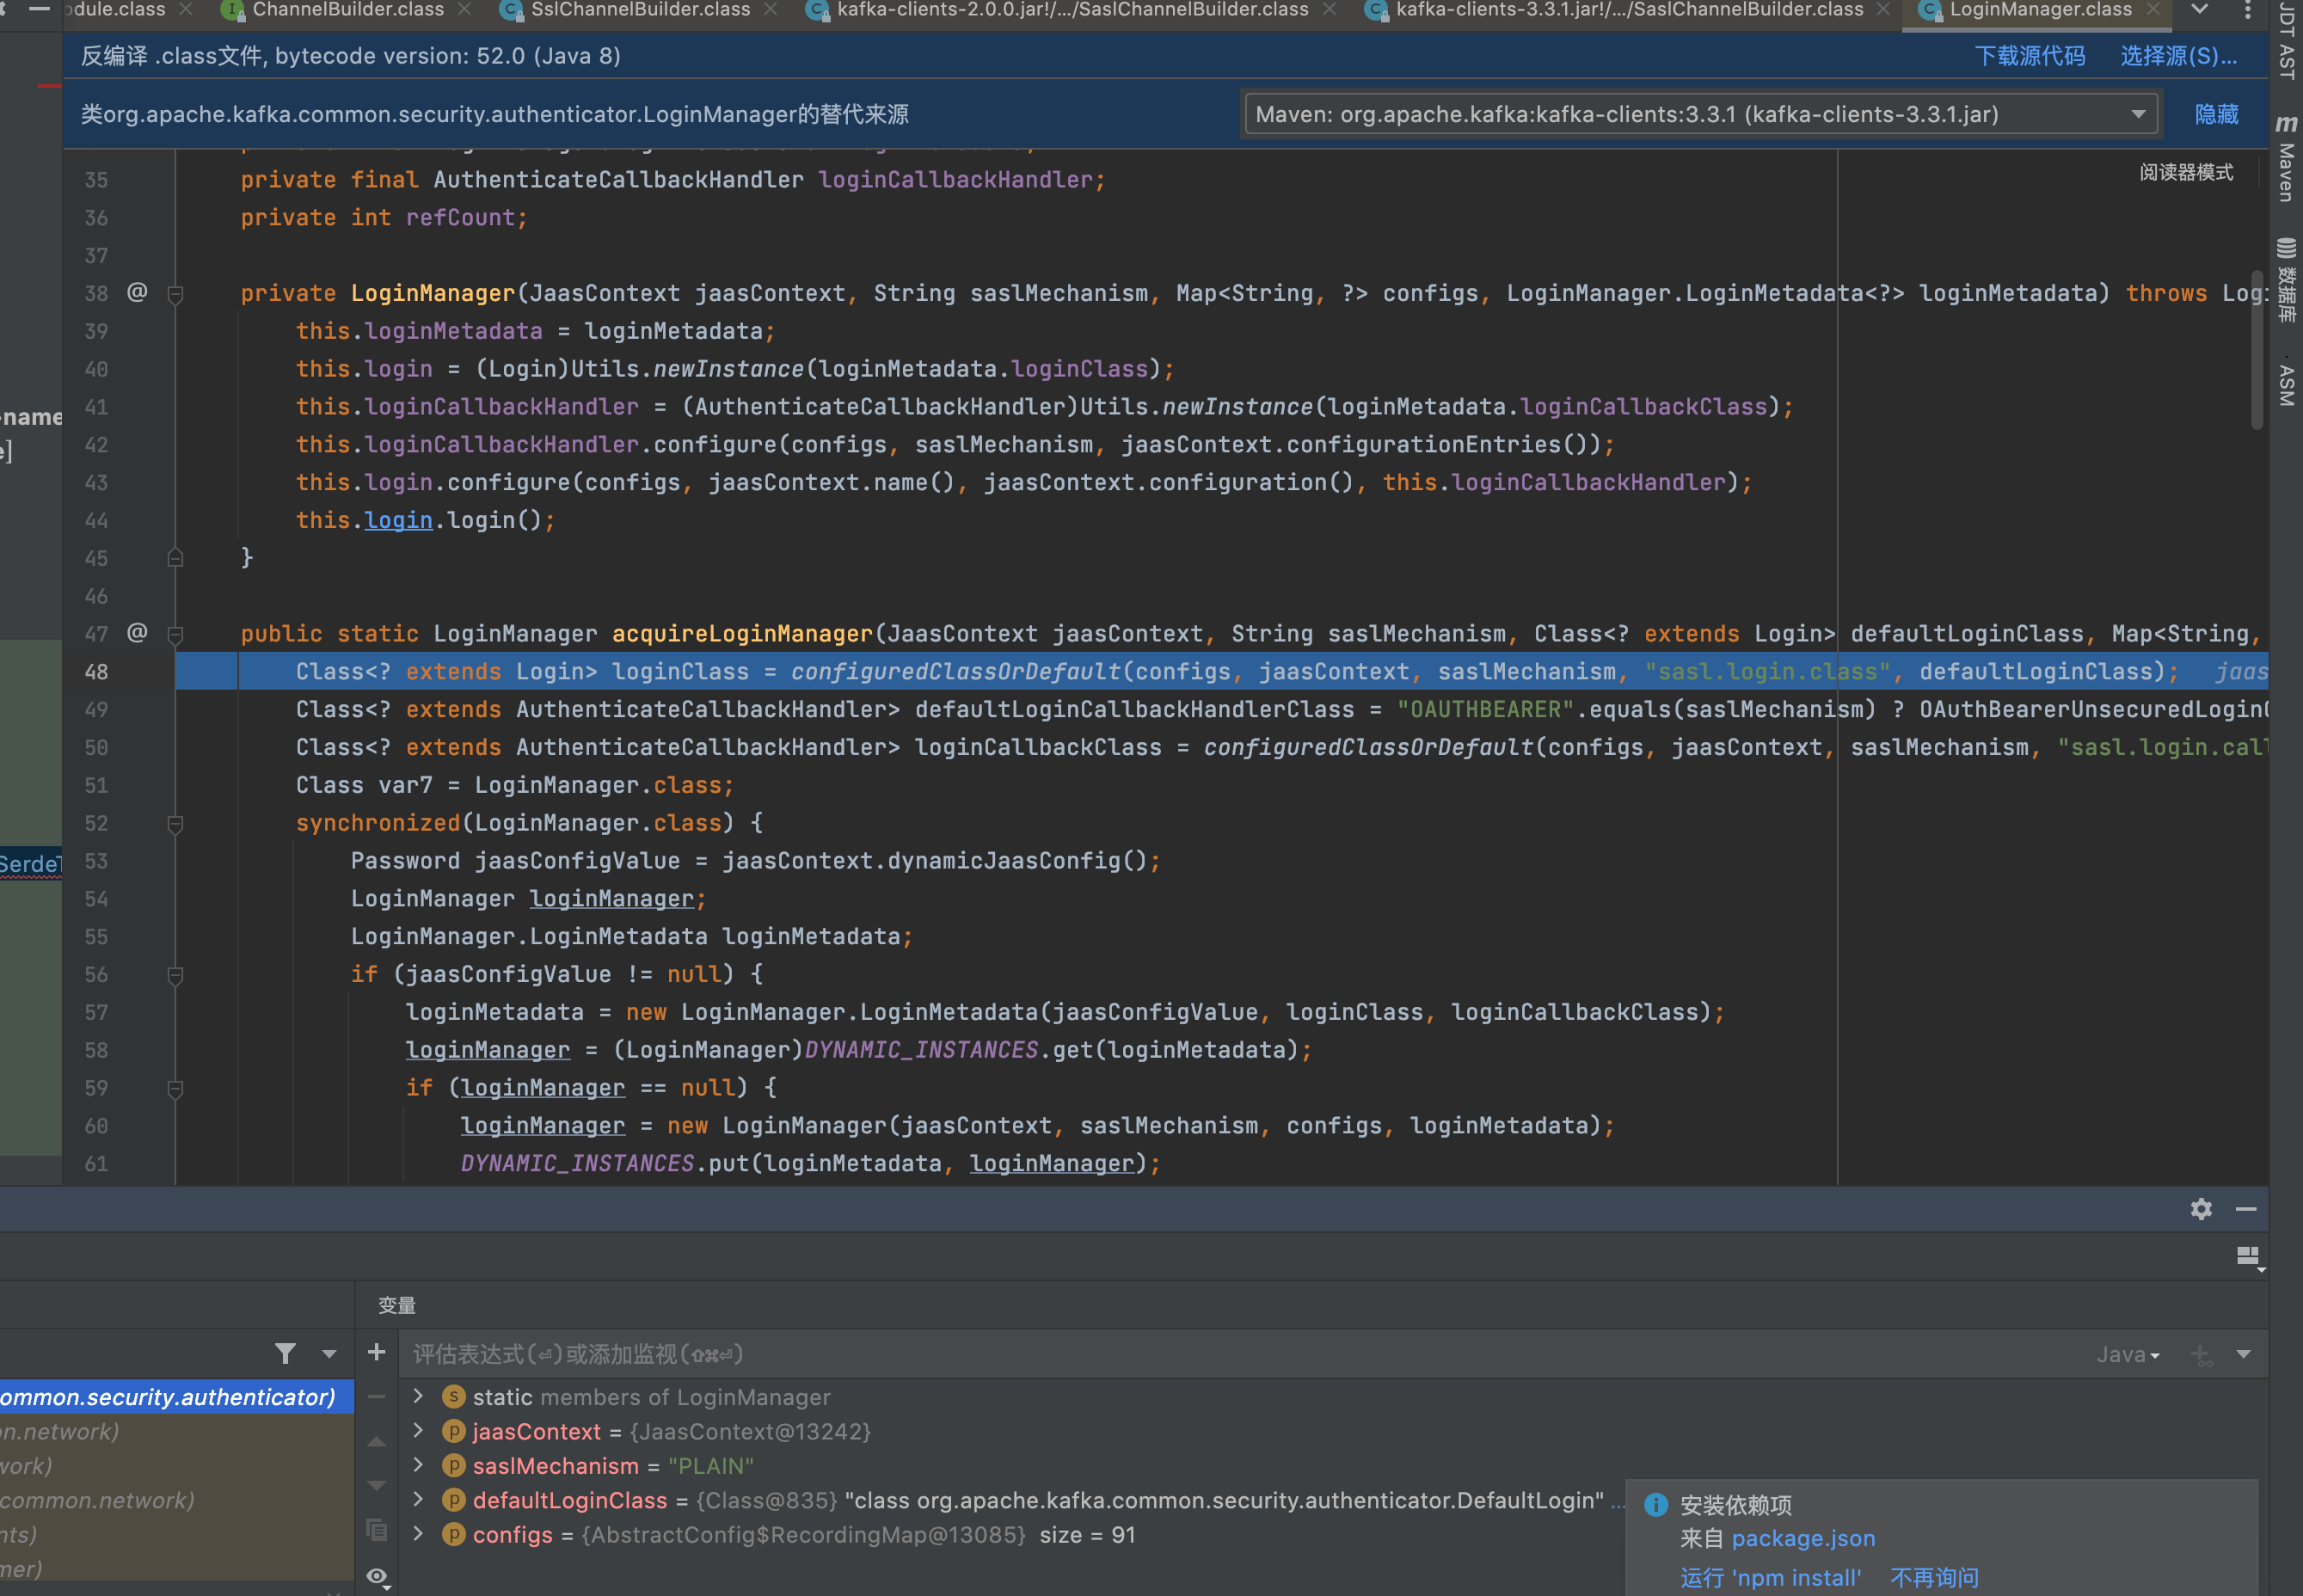 odule.class
ChannelBuilder.class
SslChannelBuilder.class
kafka-clients-2.0.0.jar!/.../SaslChannelBuilder.class
kafka-clients-3.3.1.jar!/.../SaslChannelBuilder.class
LoginManager.class
反编译 .class文件, bytecode version: 52.0 (Java 8)
下载源代码 选择源(S)...
类org.apache.kafka.common.security.authenticator.LoginManager的替代来源
Maven: org.apache.kafka:kafka-clients:3.3.1 (kafka-clients-3.3.1.jar)
隐藏
阅读器模式
35 private final AuthenticateCallbackHandler loginCallbackHandler;
36 private int refCount;
37
38 @ private LoginManager(JaasContext jaasContext, String saslMechanism, Map<String, ?> configs, LoginManager.LoginMetadata<?> loginMetadata) throws Logi
39 this.loginMetadata = loginMetadata;
40 this.login = (Login)Utils.newInstance(loginMetadata.loginClass);
41 this.loginCallbackHandler = (AuthenticateCallbackHandler)Utils.newInstance(loginMetadata.loginCallbackClass);
42 this.loginCallbackHandler.configure(configs, saslMechanism, jaasContext.configurationEntries());
43 this.login.configure(configs, jaasContext.name(), jaasContext.configuration(), this.loginCallbackHandler);
44 this.login.login();
45 }
46
47 @ public static LoginManager acquireLoginManager(JaasContext jaasContext, String saslMechanism, Class<? extends Login> defaultLoginClass, Map<String,
48 Class<? extends Login> loginClass = configuredClassOrDefault(configs, jaasContext, saslMechanism, "sasl.login.class", defaultLoginClass); jaas
49 Class<? extends AuthenticateCallbackHandler> defaultLoginCallbackHandlerClass = "OAUTHBEARER".equals(saslMechanism) ? OAuthBearerUnsecuredLoginC
50 Class<? extends AuthenticateCallbackHandler> loginCallbackClass = configuredClassOrDefault(configs, jaasContext, saslMechanism, "sasl.login.call
51 Class var7 = LoginManager.class;
52 synchronized(LoginManager.class) {
53 Password jaasConfigValue = jaasContext.dynamicJaasConfig();
54 LoginManager loginManager;
55 LoginManager.LoginMetadata loginMetadata;
56 if (jaasConfigValue != null) {
57 loginMetadata = new LoginManager.LoginMetadata(jaasConfigValue, loginClass, loginCallbackClass);
58 loginManager = (LoginManager)DYNAMIC_INSTANCES.get(loginMetadata);
59 if (loginManager == null) {
60 loginManager = new LoginManager(jaasContext, saslMechanism, configs, loginMetadata);
61 DYNAMIC_INSTANCES.put(loginMetadata, loginManager);
-name
e]
SerdeT
JDT AST
m Maven
数据库
ASM
变量
评估表达式(⏎)或添加监视(⇧⌘⏎)
Java
ommon.security.authenticator)
n.network)
work)
common.network)
nts)
mer)
s static members of LoginManager
p jaasContext = {JaasContext@13242}
p saslMechanism = "PLAIN"
p defaultLoginClass = {Class@835} "class org.apache.kafka.common.security.authenticator.DefaultLogin" ...
p configs = {AbstractConfig$RecordingMap@13085} size = 91
安装依赖项
来自 package.json
运行 'npm install' 不再询问